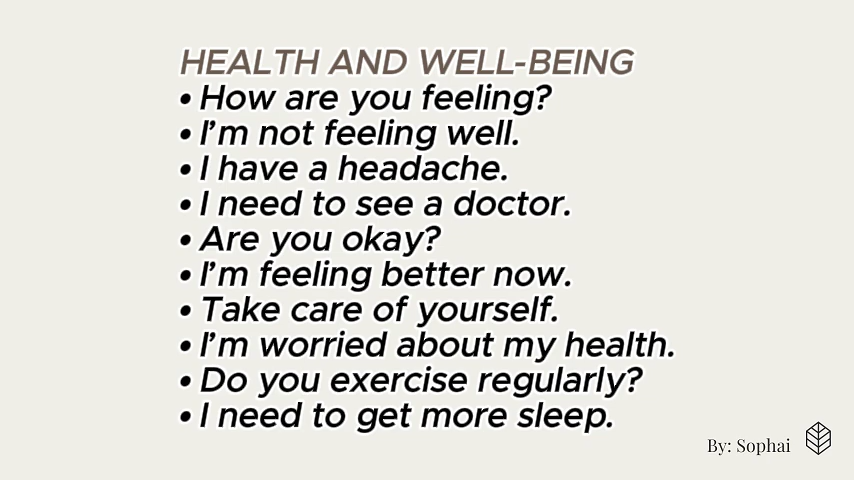 HEALTH AND WELL-BEING
• How are you feeling?
• I'm not feeling well.
• I have a headache.
• I need to see a doctor.
• Are you okay?
• I'm feeling better now.
• Take care of yourself.
• I'm worried about my health.
• Do you exercise regularly?
• I need to get more sleep.
By: Sophai